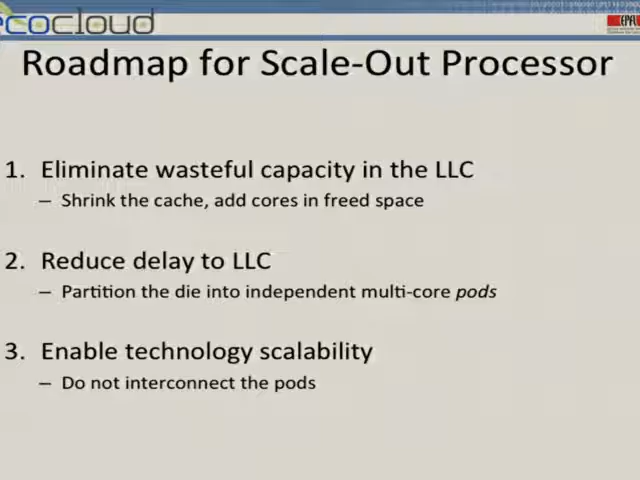 ecocloud
EPFL
Roadmap for Scale-Out Processor
1. Eliminate wasteful capacity in the LLC
– Shrink the cache, add cores in freed space
2. Reduce delay to LLC
– Partition the die into independent multi-core pods
3. Enable technology scalability
– Do not interconnect the pods